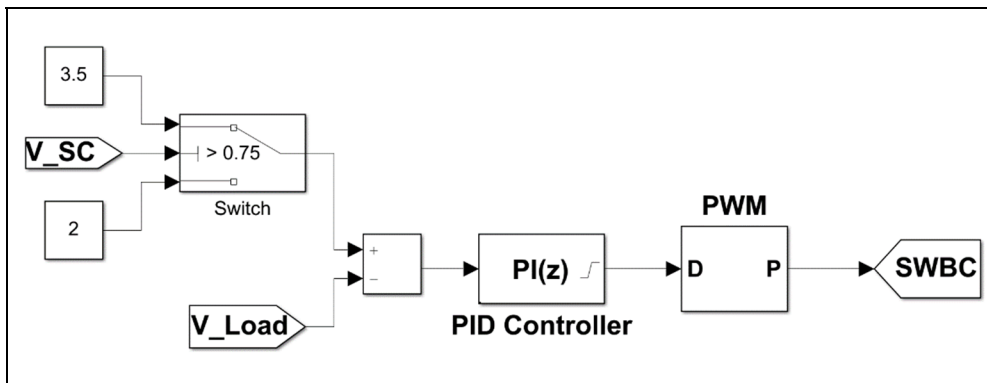 3.5
V_SC
> 0.75
2
Switch
+
−
V_Load
PI(z)
PID Controller
PWM
D
P
SWBC